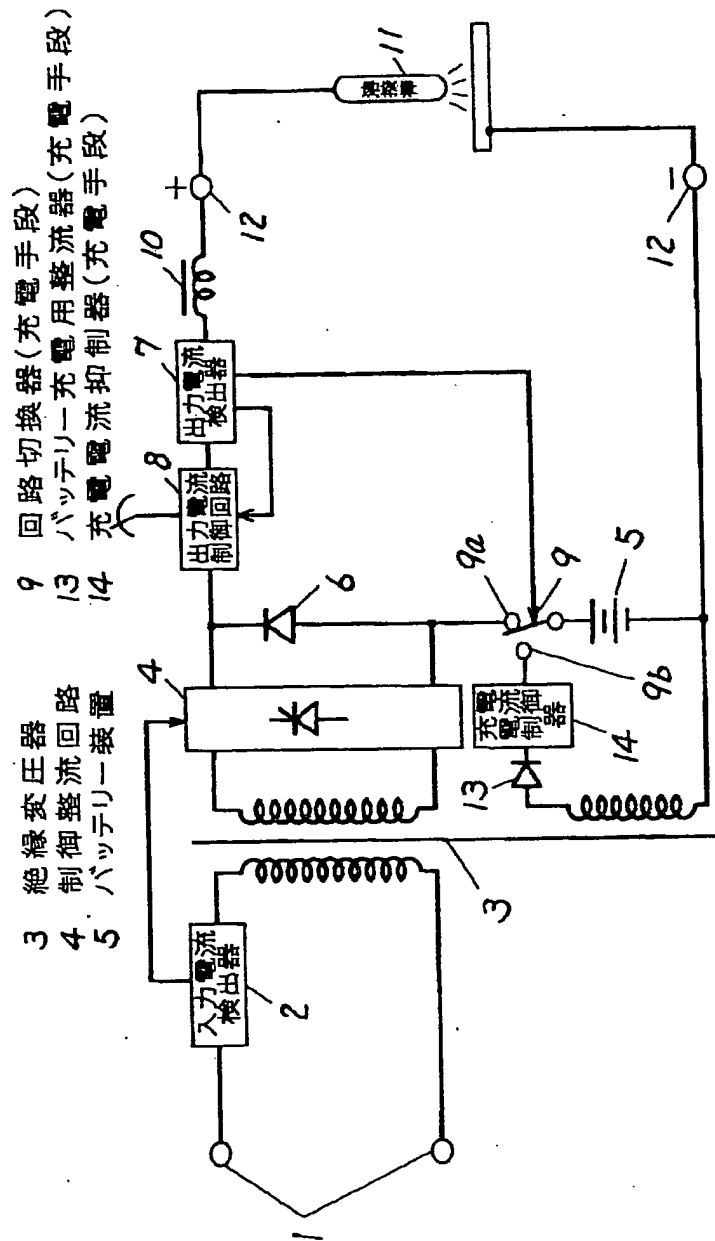 3 絶縁変圧器
4 制御整流回路
5 バッテリー装置
9 回路切換器(充電手段)
13 バッテリー充電用整流器(充電手段)
14 充電電流抑制器(充電手段)
1
入力電流
検出器
2
3
4
6
出力電流
制御回路
8
出力電流
検出器
7
10
+
12
溶接棒
11
9a
9
9b
5
充電
電流
制御
器
14
13
−
12